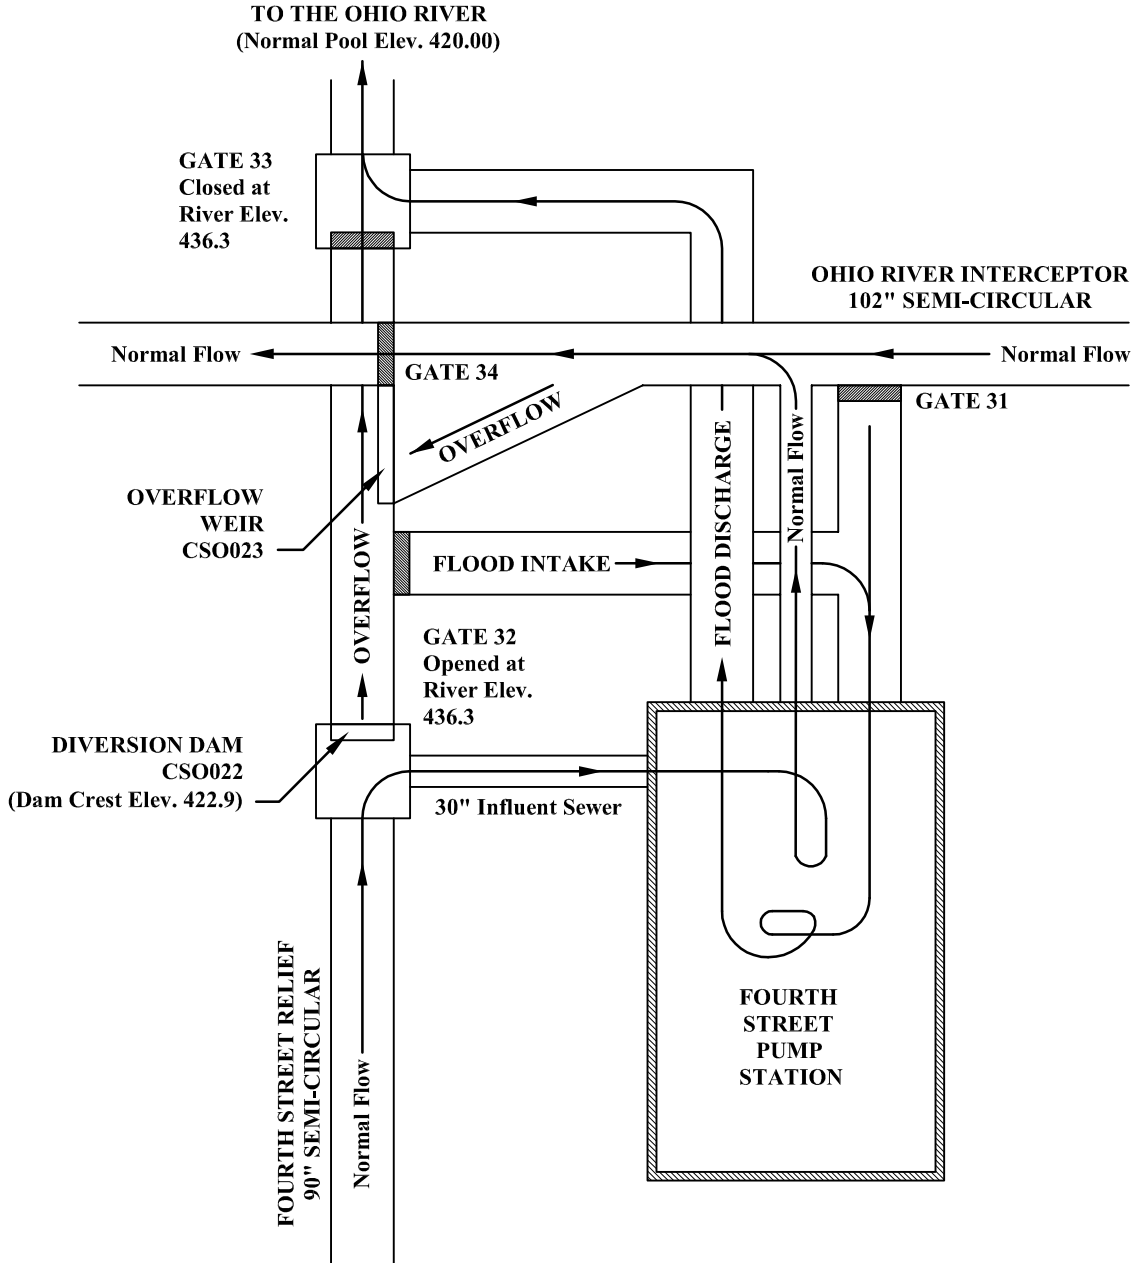 TO THE OHIO RIVER
(Normal Pool Elev. 420.00)
GATE 33
Closed at
River Elev.
436.3
OHIO RIVER INTERCEPTOR
102" SEMI-CIRCULAR
Normal Flow
Normal Flow
GATE 34
GATE 31
OVERFLOW
OVERFLOW
WEIR
CSO023
OVERFLOW
FLOOD INTAKE
FLOOD DISCHARGE
Normal Flow
GATE 32
Opened at
River Elev.
436.3
DIVERSION DAM
CSO022
(Dam Crest Elev. 422.9)
30" Influent Sewer
FOURTH STREET RELIEF
90" SEMI-CIRCULAR
Normal Flow
FOURTH
STREET
PUMP
STATION